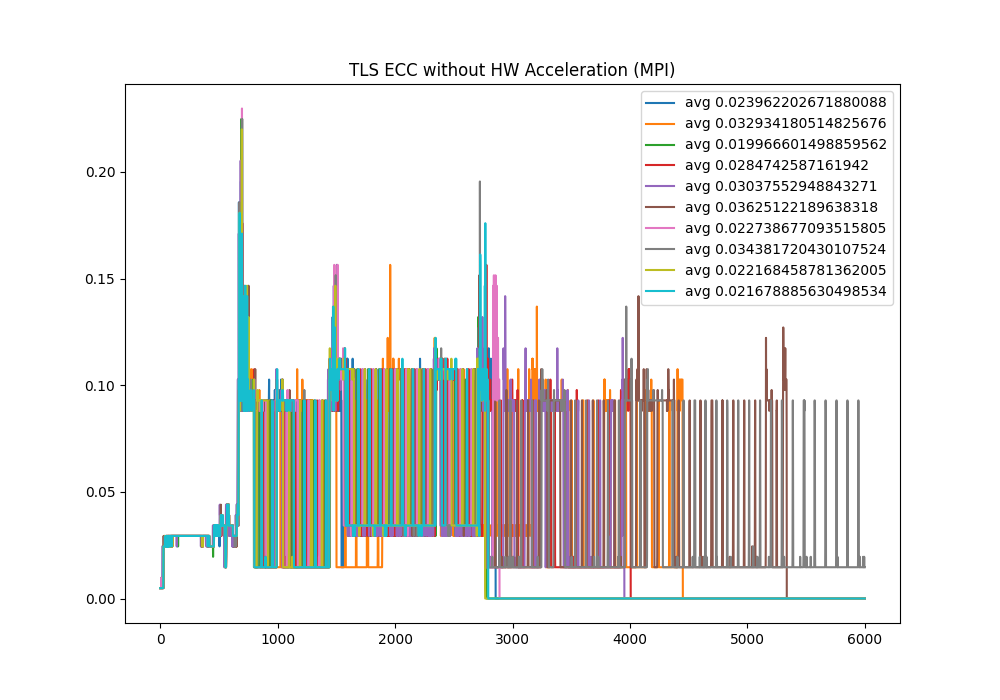 TLS ECC without HW Acceleration (MPI)
avg 0.023962202671880088
avg 0.032934180514825676
avg 0.019966601498859562
avg 0.0284742587161942
avg 0.03037552948843271
avg 0.03625122189638318
avg 0.022738677093515805
avg 0.034381720430107524
avg 0.022168458781362005
avg 0.021678885630498534
0.20
0.15
0.10
0.05
0.00
0 1000 2000 3000 4000 5000 6000